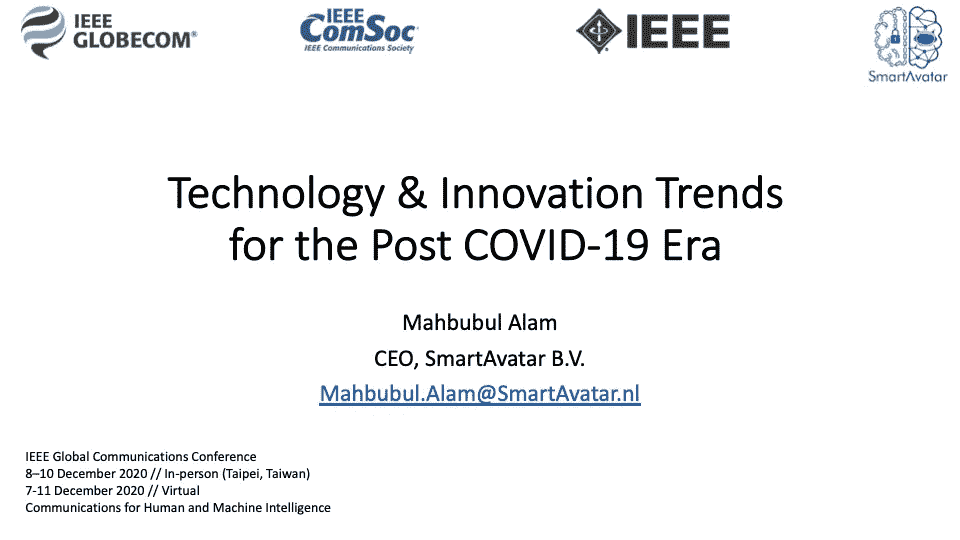 IEEE
GLOBECOM®
IEEE
ComSoc
IEEE Communications Society
IEEE
SmartAvatar
Technology & Innovation Trends
for the Post COVID-19 Era
Mahbubul Alam
CEO, SmartAvatar B.V.
Mahbubul.Alam@SmartAvatar.nl
IEEE Global Communications Conference
8–10 December 2020 // In-person (Taipei, Taiwan)
7-11 December 2020 // Virtual
Communications for Human and Machine Intelligence